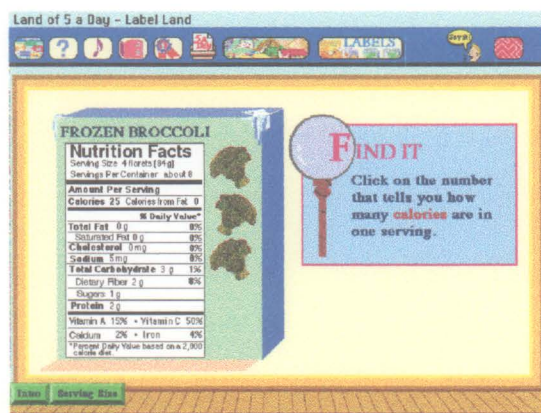 Land of 5 a Day - Label Land
LABELS
FROZEN BROCCOLI
Nutrition Facts
Serving Size 4 florets (84g)
Servings Per Container about 8
Amount Per Serving
Calories 25 Calories from Fat 0
% Daily Value*
Total Fat 0g 0%
Saturated Fat 0g 0%
Cholesterol 0mg 0%
Sodium 5mg 0%
Total Carbohydrate 3g 1%
Dietary Fiber 2g 8%
Sugars 1g
Protein 2g
Vitamin A 15% • Vitamin C 50%
Calcium 2% • Iron 4%
*Percent Daily Value based on a 2,000
calorie diet.
FIND IT
Click on the number
that tells you how
many calories are in
one serving.
Intro
Serving Size